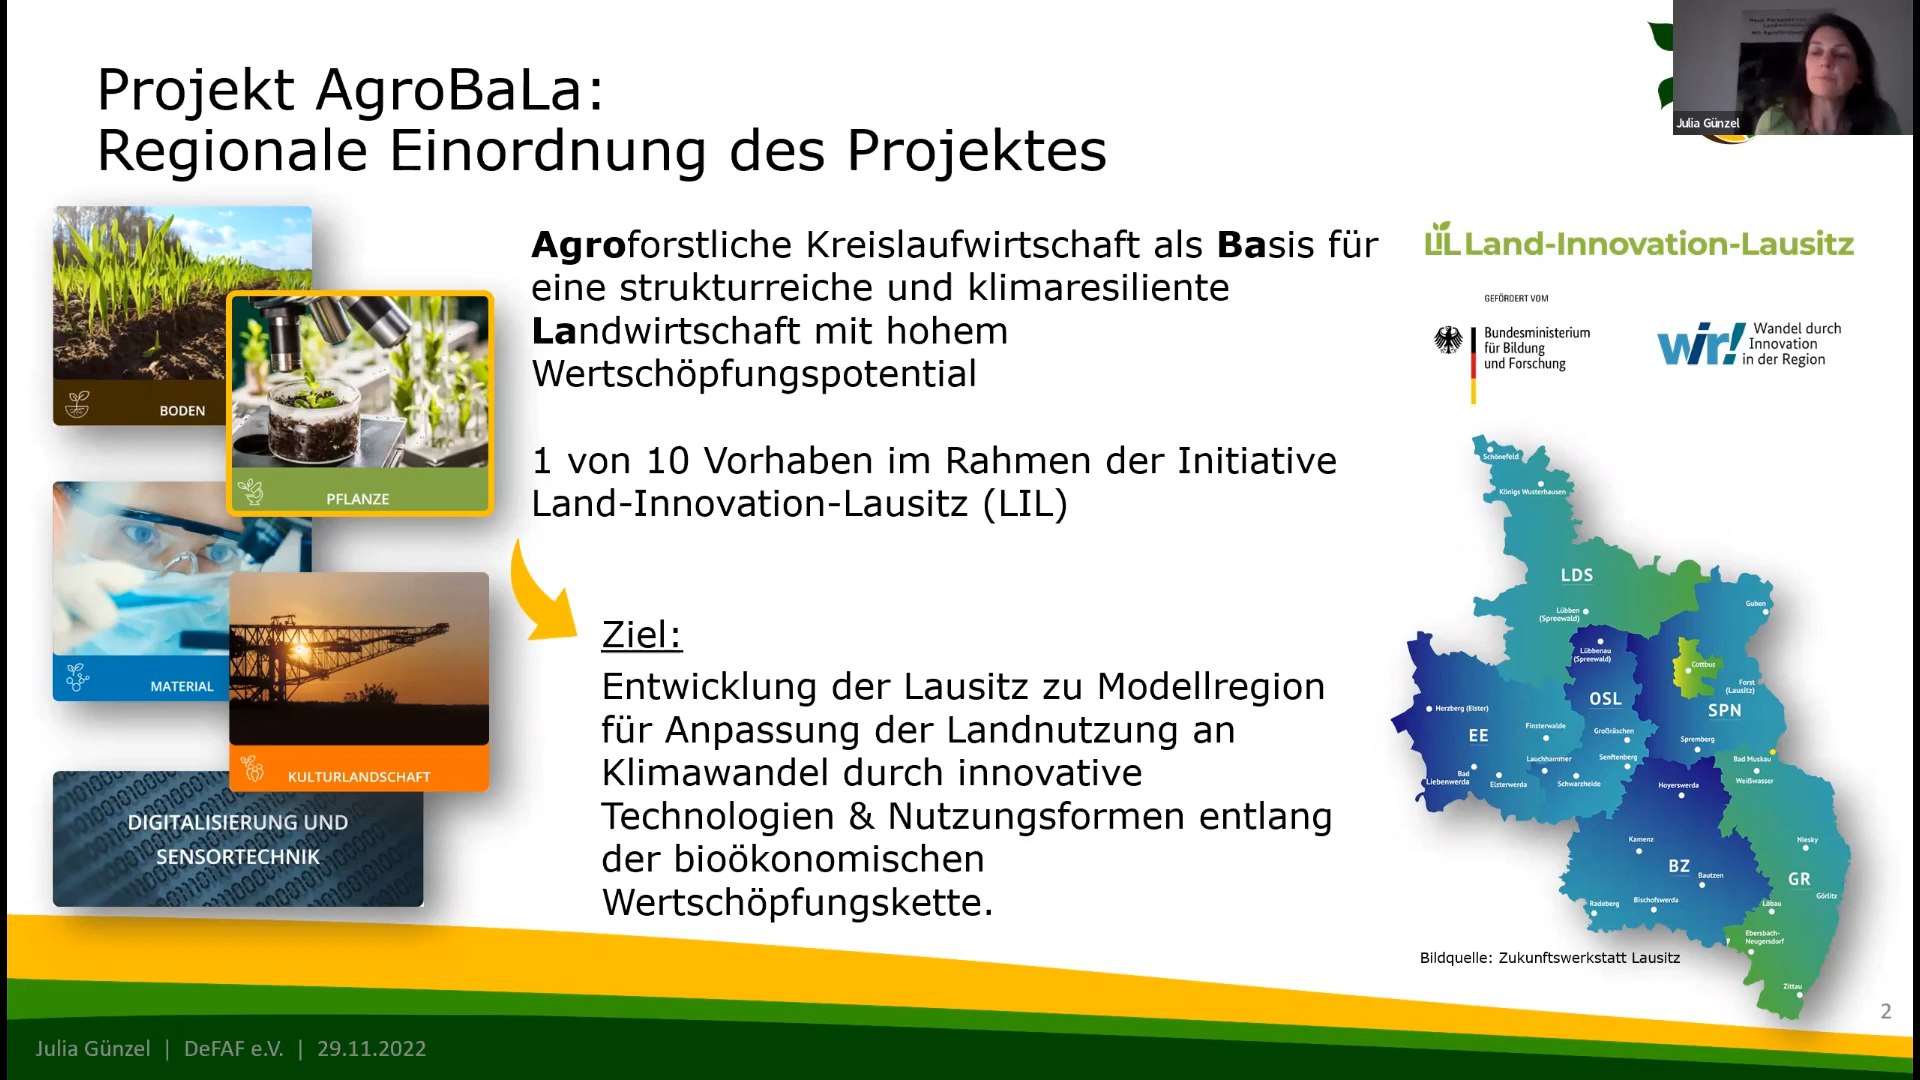 Projekt AgroBaLa:
Regionale Einordnung des Projektes
Julia Günzel
BODEN
PFLANZE
MATERIAL
KULTURLANDSCHAFT
DIGITALISIERUNG UND
SENSORTECHNIK
Agroforstliche Kreislaufwirtschaft als Basis für
eine strukturreiche und klimaresiliente
Landwirtschaft mit hohem
Wertschöpfungspotential
1 von 10 Vorhaben im Rahmen der Initiative
Land-Innovation-Lausitz (LIL)
Ziel:
Entwicklung der Lausitz zu Modellregion
für Anpassung der Landnutzung an
Klimawandel durch innovative
Technologien & Nutzungsformen entlang
der bioökonomischen
Wertschöpfungskette.
LIL Land-Innovation-Lausitz
GEFÖRDERT VOM
Bundesministerium
für Bildung
und Forschung
wir!
Wandel durch
Innovation
in der Region
Schönefeld
Königs Wusterhausen
LDS
Lübben
(Spreewald)
Guben
Lübbenau
(Spreewald)
Cottbus
Forst
(Lausitz)
OSL
SPN
Herzberg (Elster)
EE
Finsterwalde
Großräschen
Spremberg
Lauchhammer
Senftenberg
Bad Muskau
Bad
Liebenwerda
Elsterwerda
Schwarzheide
Weißwasser
Hoyerswerda
Kamenz
Niesky
BZ
Bautzen
GR
Görlitz
Radeberg
Bischofswerda
Löbau
Ebersbach-
Neugersdorf
Zittau
Bildquelle: Zukunftswerkstatt Lausitz
2
Julia Günzel | DeFAF e.V. | 29.11.2022